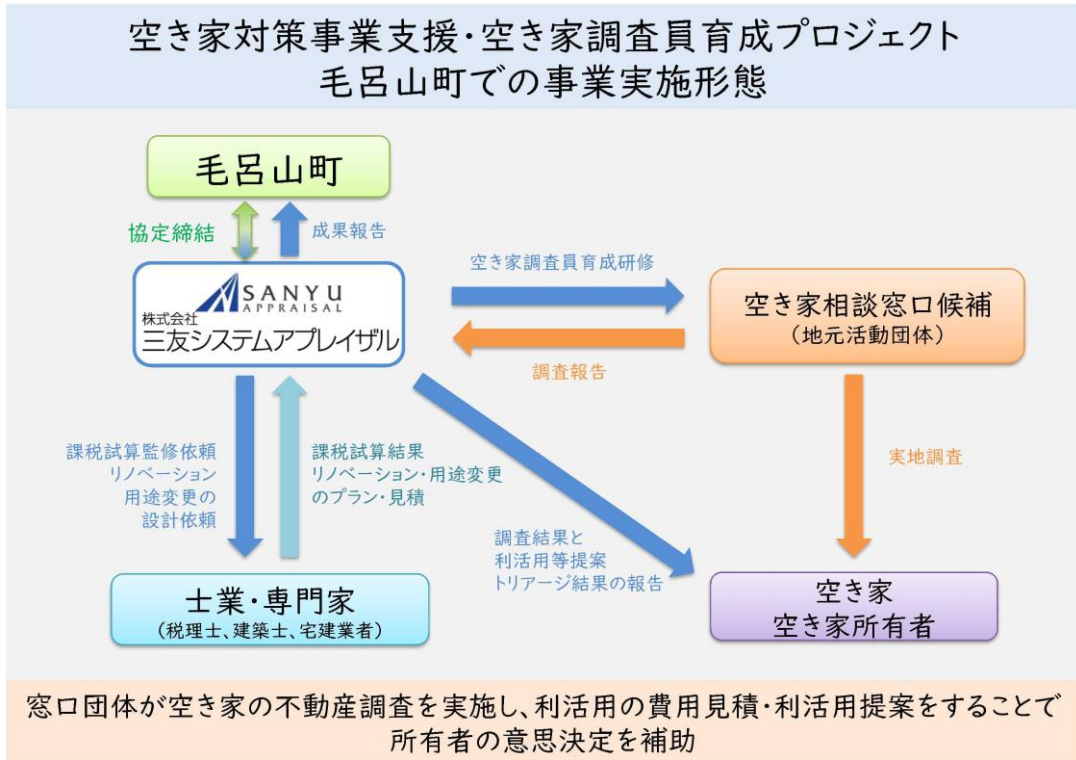 空き家対策事業支援・空き家調査員育成プロジェクト
毛呂山町での事業実施形態
毛呂山町
協定締結
成果報告
SANYU
APPRAISAL
株式会社
三友システムアプレイザル
空き家調査員育成研修
調査報告
空き家相談窓口候補
(地元活動団体)
課税試算監修依頼
リノベーション
用途変更の
設計依頼
課税試算結果
リノベーション・用途変更
のプラン・見積
調査結果と
利活用等提案
トリアージ結果の報告
実地調査
士業・専門家
(税理士、建築士、宅建業者)
空き家
空き家所有者
窓口団体が空き家の不動産調査を実施し、利活用の費用見積・利活用提案をすることで
所有者の意思決定を補助